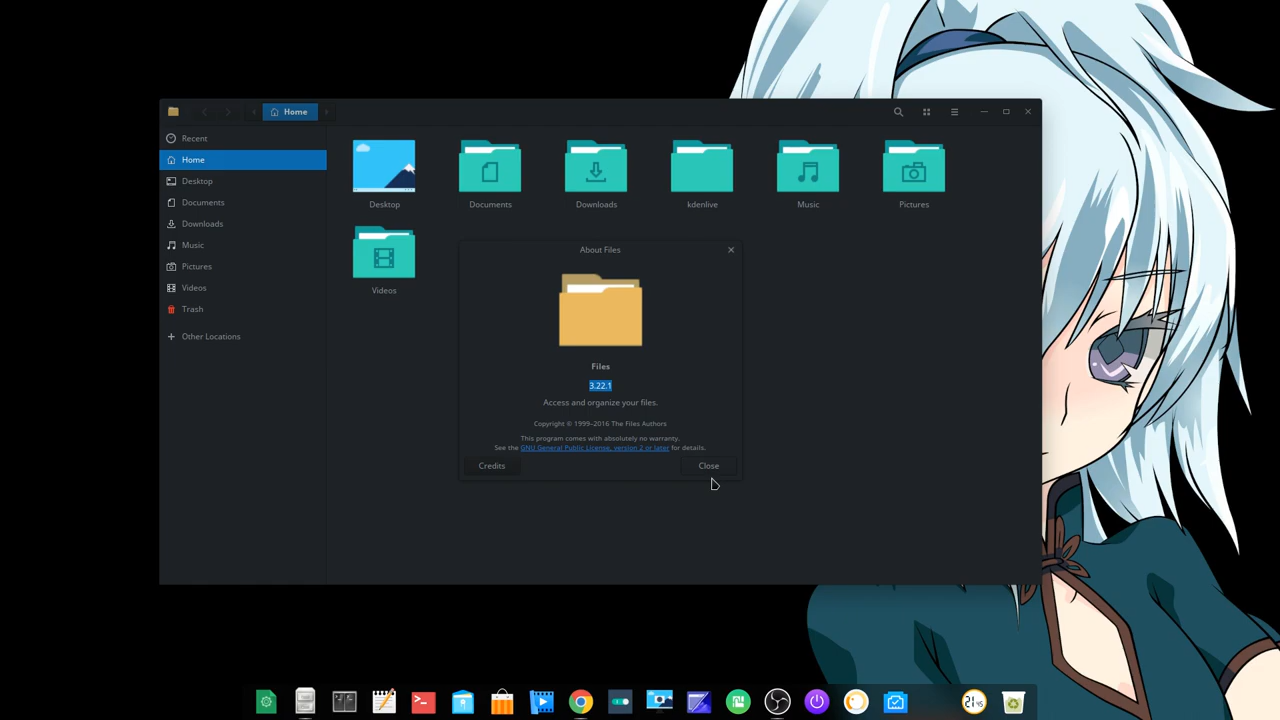 Home
Recent
Home
Desktop
Documents
Downloads
Music
Pictures
Videos
Trash
Other Locations
Desktop
Documents
Downloads
kdenlive
Music
Pictures
Videos
About Files
Files
3.22.1
Access and organize your files.
Copyright © 1999–2016 The Files Authors
This program comes with absolutely no warranty.
See the GNU General Public License, version 2 or later for details.
Credits
Close
21 45